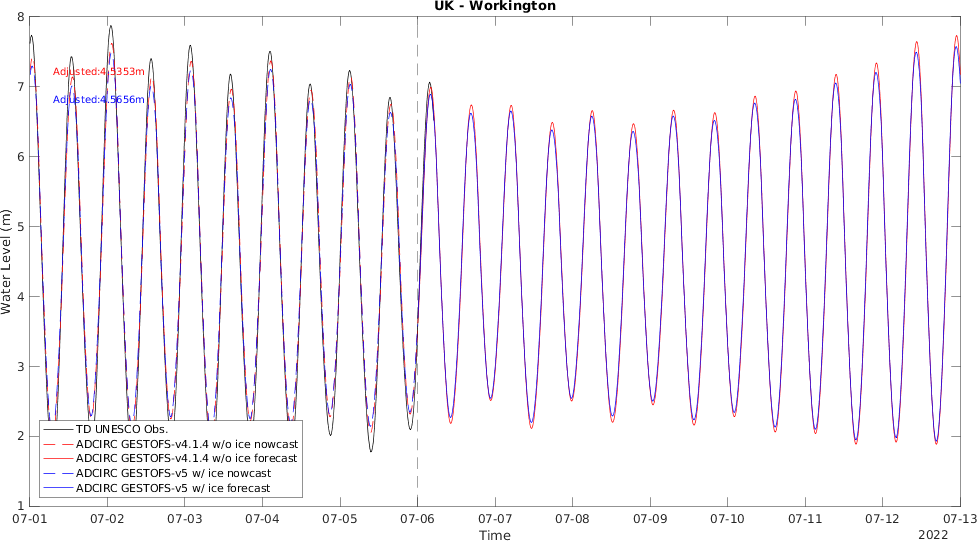 UK - Workington
8
7
6
5
4
3
2
1
Water Level (m)
Adjusted:4.5353m
Adjusted:4.5656m
TD UNESCO Obs.
ADCIRC GESTOFS-v4.1.4 w/o ice nowcast
ADCIRC GESTOFS-v4.1.4 w/o ice forecast
ADCIRC GESTOFS-v5 w/ ice nowcast
ADCIRC GESTOFS-v5 w/ ice forecast
07-01 07-02 07-03 07-04 07-05 07-06 07-07 07-08 07-09 07-10 07-11 07-12 07-13
Time
2022